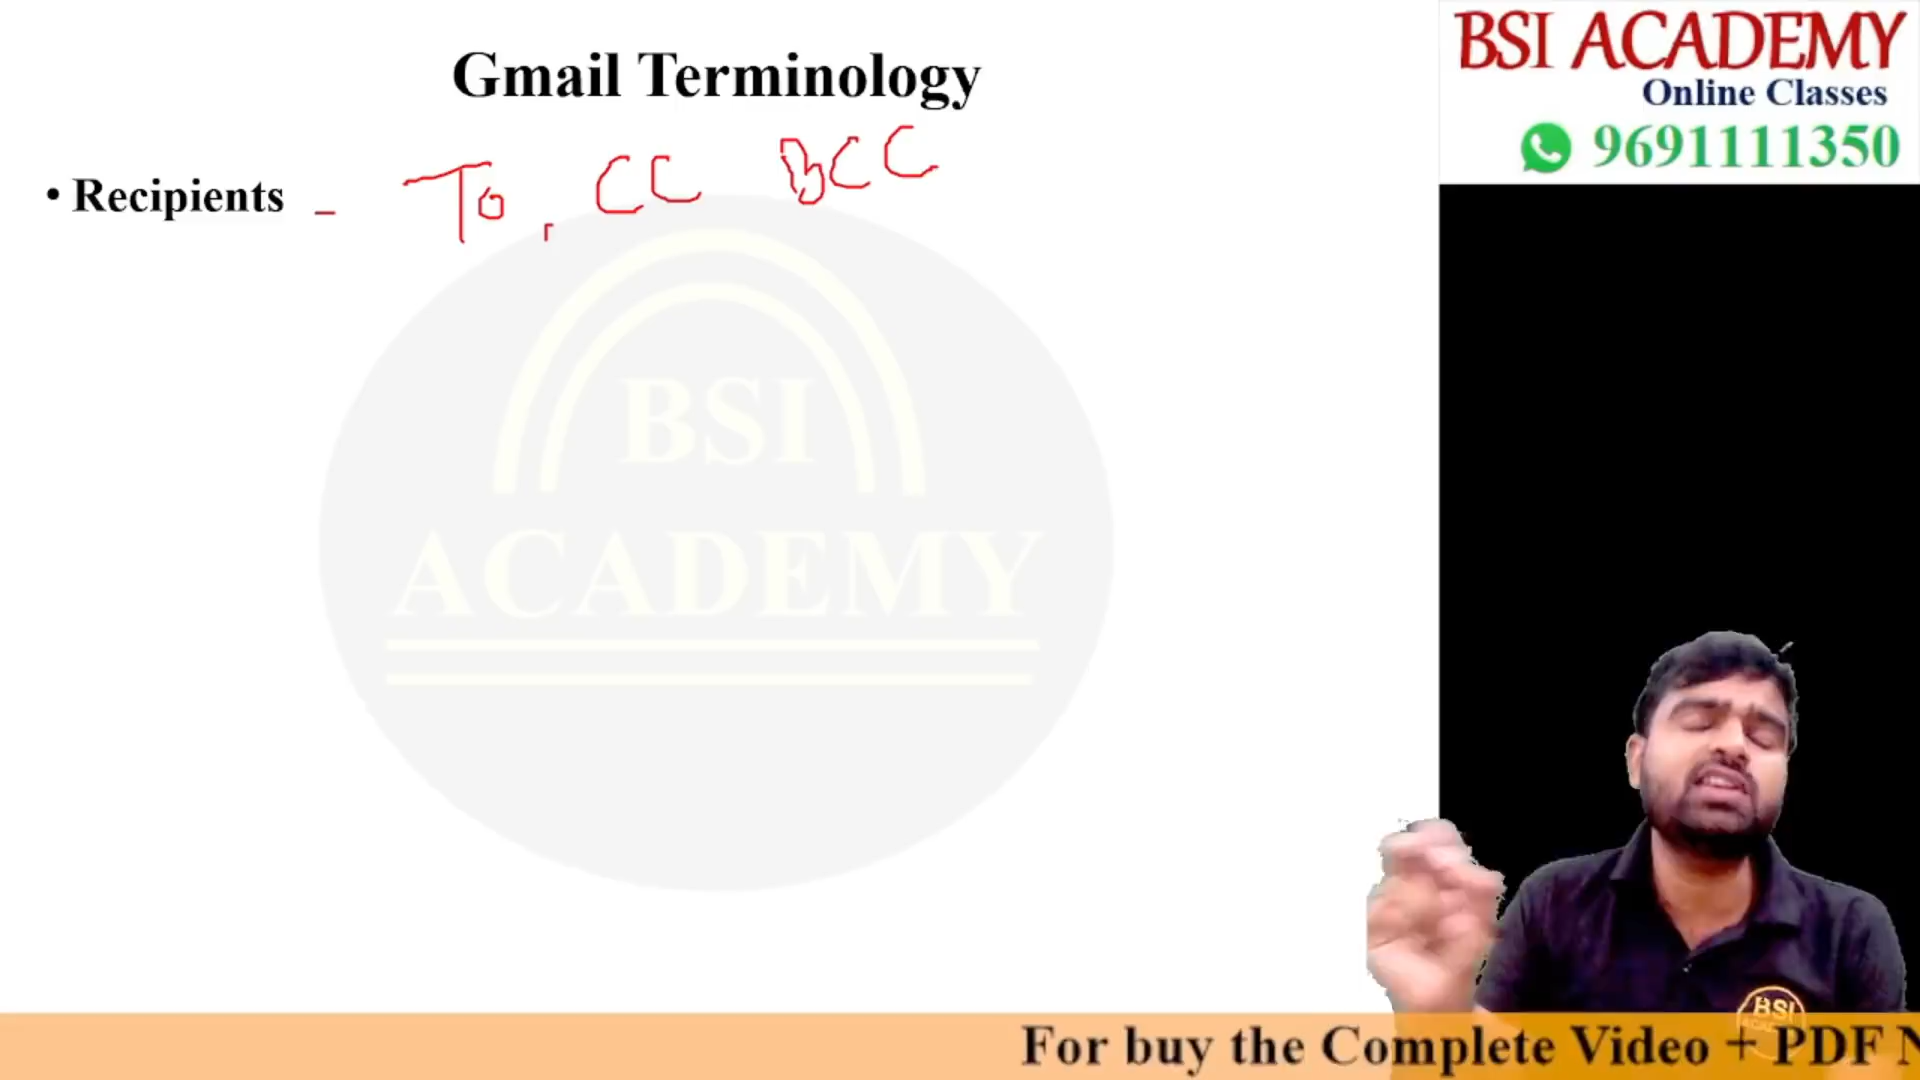 Gmail Terminology
BSI ACADEMY
Online Classes
9691111350
• Recipients - To, CC BCC
BSI
ACADEMY
BSI
For buy the Complete Video + PDF N